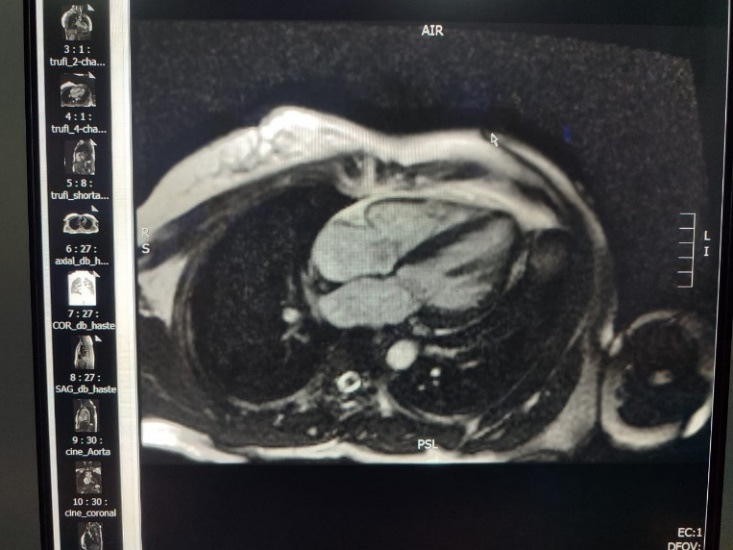 3 : 1 :
trufi_2-cha...
4 : 1 :
trufi_4-cha...
5 : 8 :
trufi_shorta...
6 : 27 :
axial_db_h...
7 : 27 :
COR_db_haste
8 : 27 :
SAG_db_haste
9 : 30 :
cine_Aorta
10 : 30 :
cine_coronal
AIR
R
S
L
I
PSL
EC:1
DFOV: